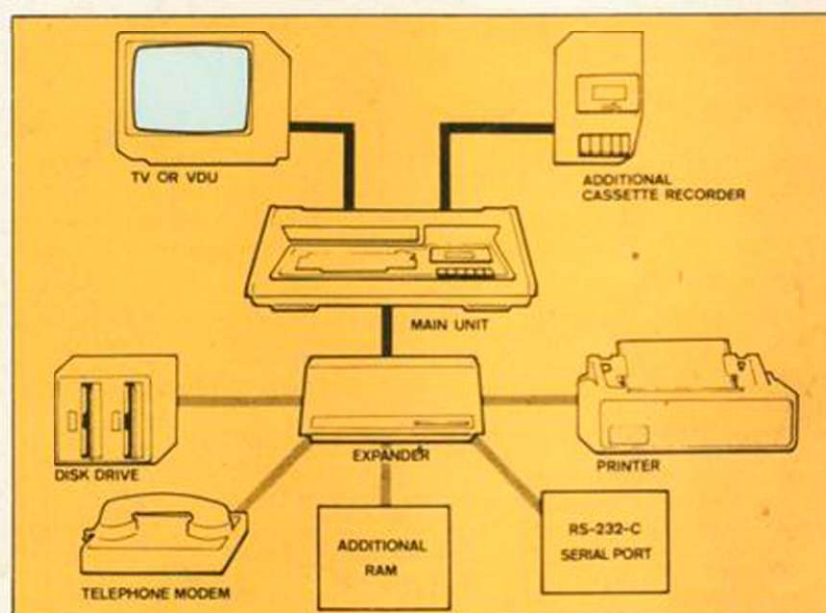 TV OR VDU
ADDITIONAL
CASSETTE RECORDER
MAIN UNIT
EXPANDER
DISK DRIVE
PRINTER
TELEPHONE MODEM
ADDITIONAL
RAM
RS-232-C
SERIAL PORT